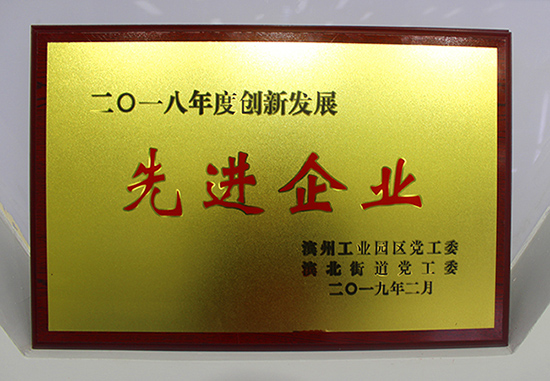 二〇一八年度创新发展
先进企业
滨州工业园区党工委
滨北街道党工委
二〇一九年二月